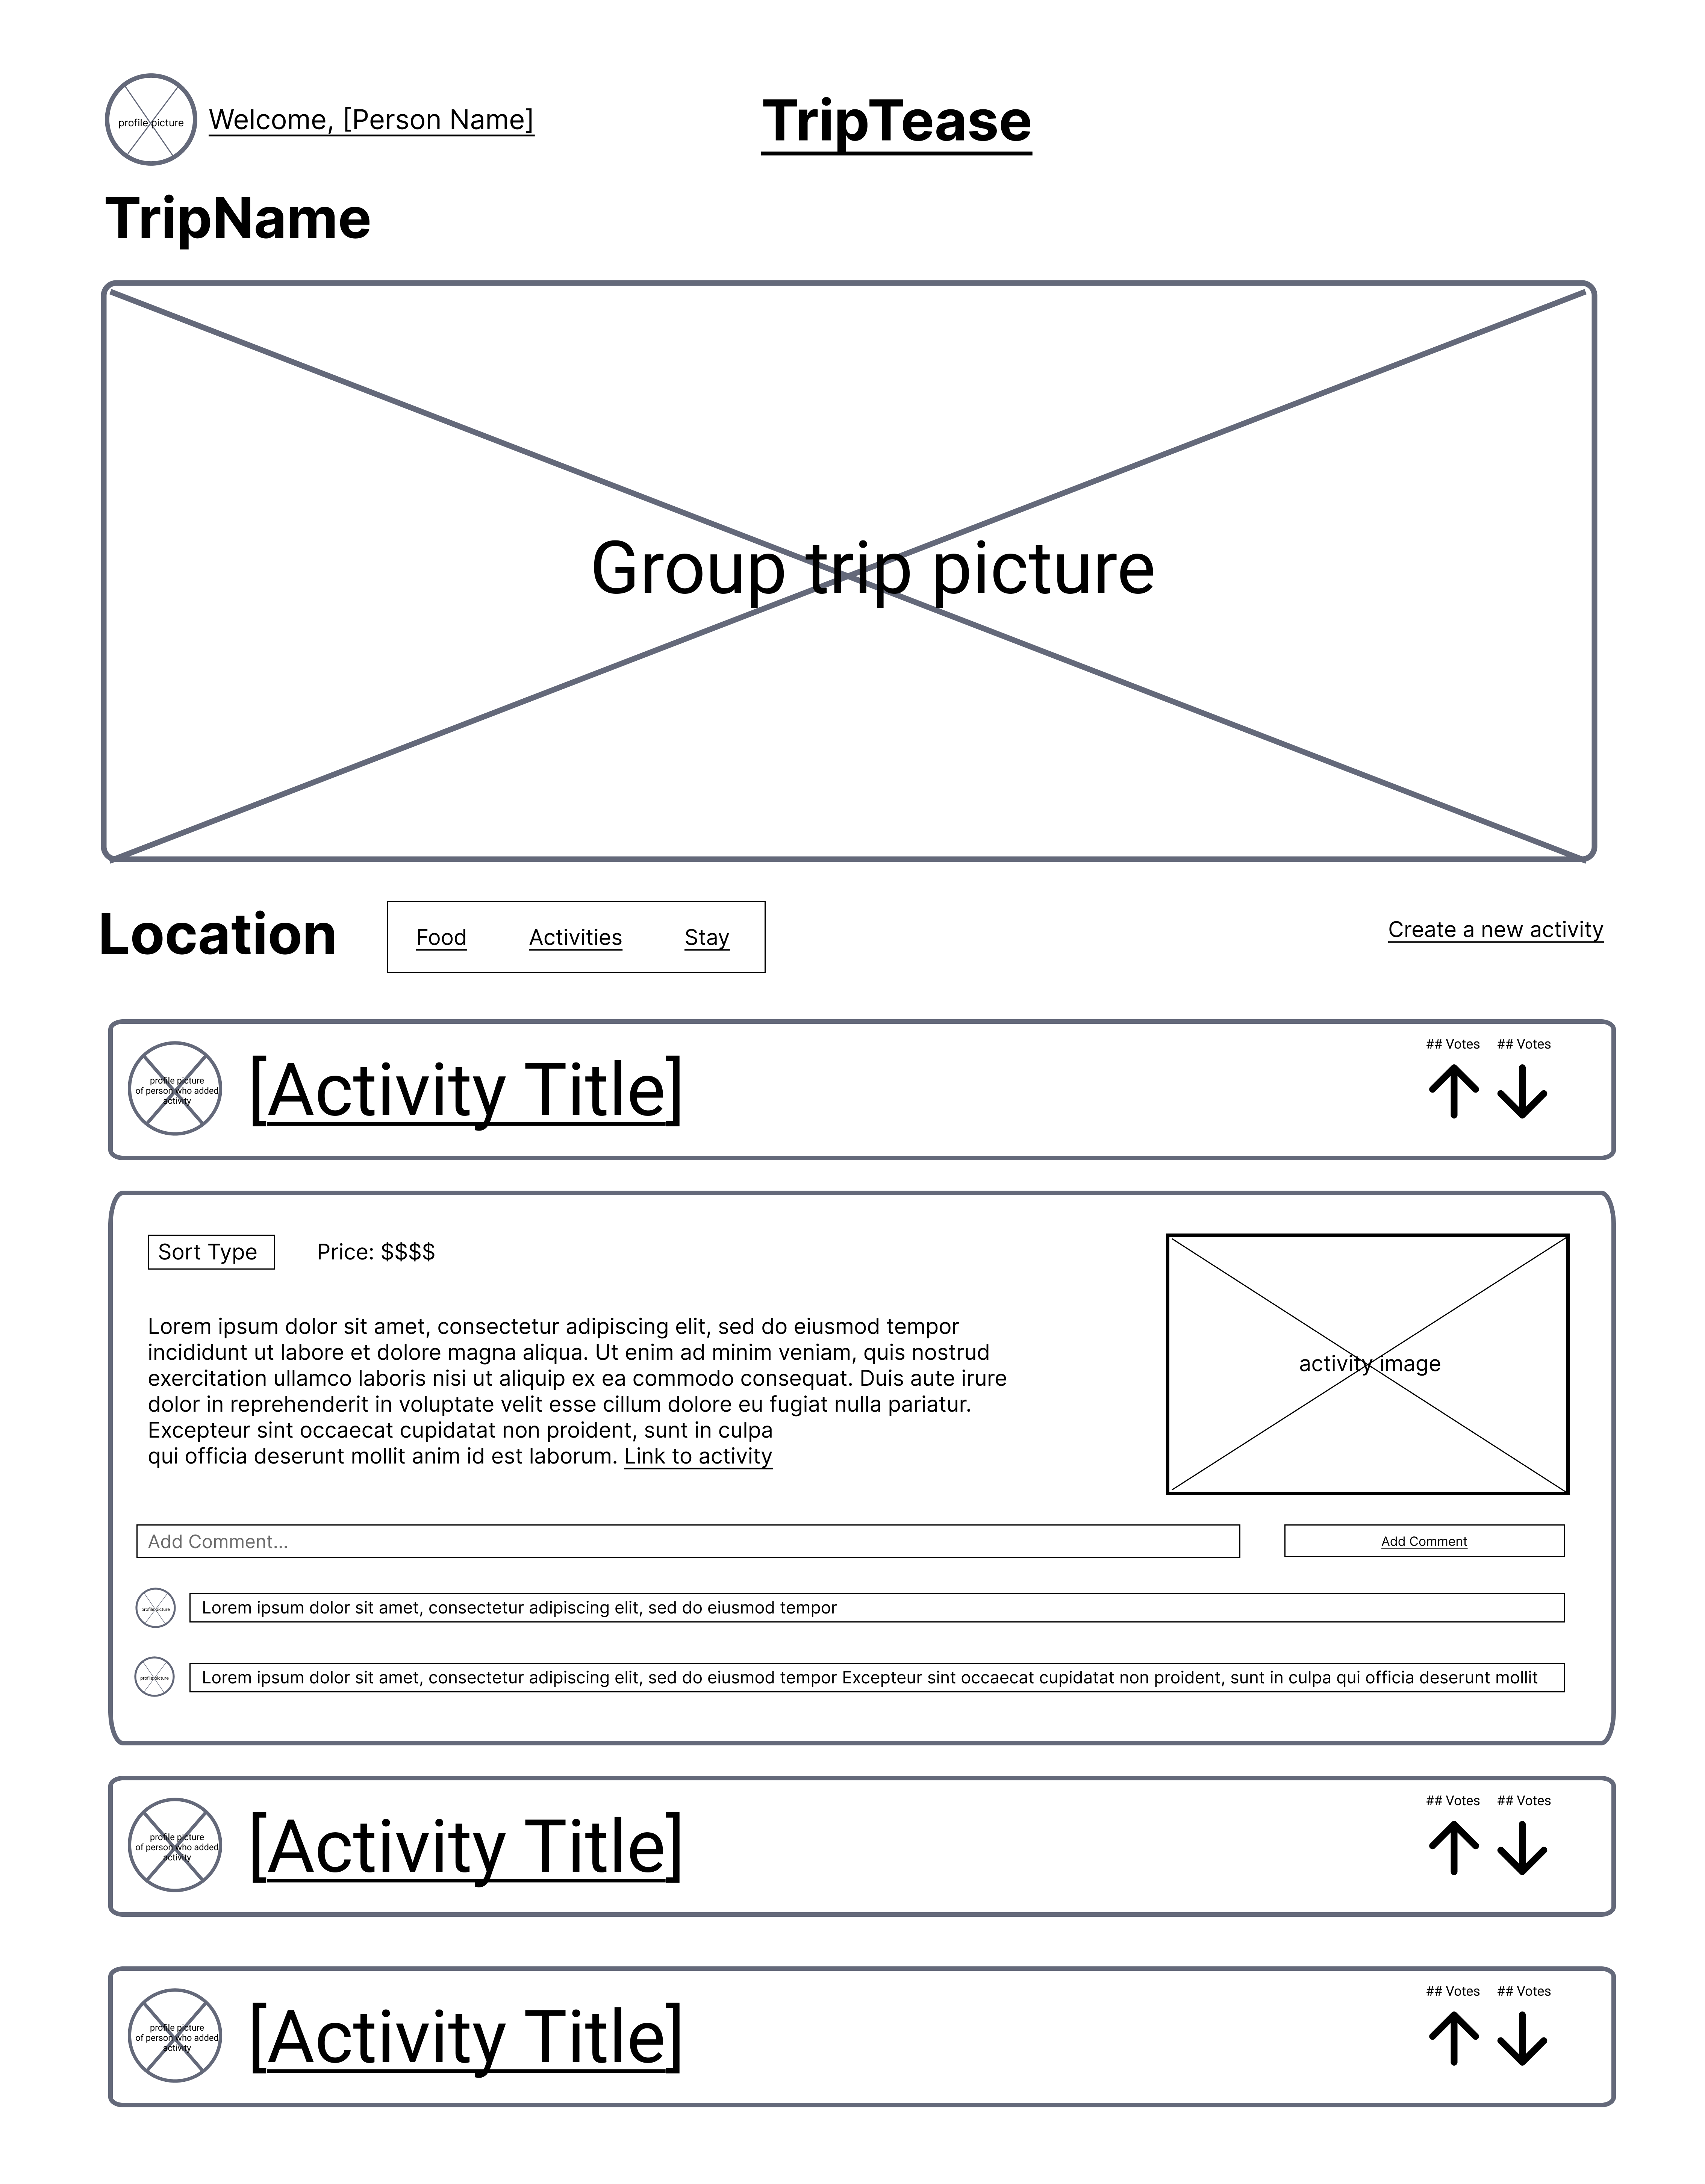 profile picture
Welcome, [Person Name]
TripTease
TripName
Group trip picture
Location
Food
Activities
Stay
Create a new activity
profile picture
of person who added
activity
[Activity Title]
## Votes
## Votes
Sort Type
Price: $$$$
Lorem ipsum dolor sit amet, consectetur adipiscing elit, sed do eiusmod tempor
incididunt ut labore et dolore magna aliqua. Ut enim ad minim veniam, quis nostrud
exercitation ullamco laboris nisi ut aliquip ex ea commodo consequat. Duis aute irure
dolor in reprehenderit in voluptate velit esse cillum dolore eu fugiat nulla pariatur.
Excepteur sint occaecat cupidatat non proident, sunt in culpa
qui officia deserunt mollit anim id est laborum. Link to activity
activity image
Add Comment...
Add Comment
profile picture
Lorem ipsum dolor sit amet, consectetur adipiscing elit, sed do eiusmod tempor
profile picture
Lorem ipsum dolor sit amet, consectetur adipiscing elit, sed do eiusmod tempor Excepteur sint occaecat cupidatat non proident, sunt in culpa qui officia deserunt mollit
profile picture
of person who added
activity
[Activity Title]
## Votes
## Votes
profile picture
of person who added
activity
[Activity Title]
## Votes
## Votes